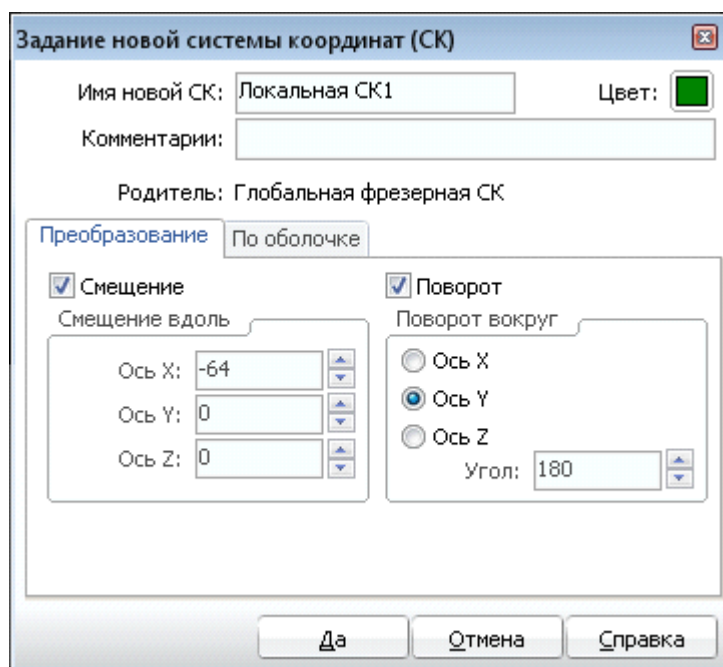 Задание новой системы координат (СК)
Имя новой СК: Локальная СК1 Цвет:
Комментарии:
Родитель: Глобальная фрезерная СК
Преобразование По оболочке
Смещение Поворот
Смещение вдоль Поворот вокруг
Ось X: -64 Ось X
Ось Y: 0 Ось Y
Ось Z: 0 Ось Z
Угол: 180
Да Отмена Справка